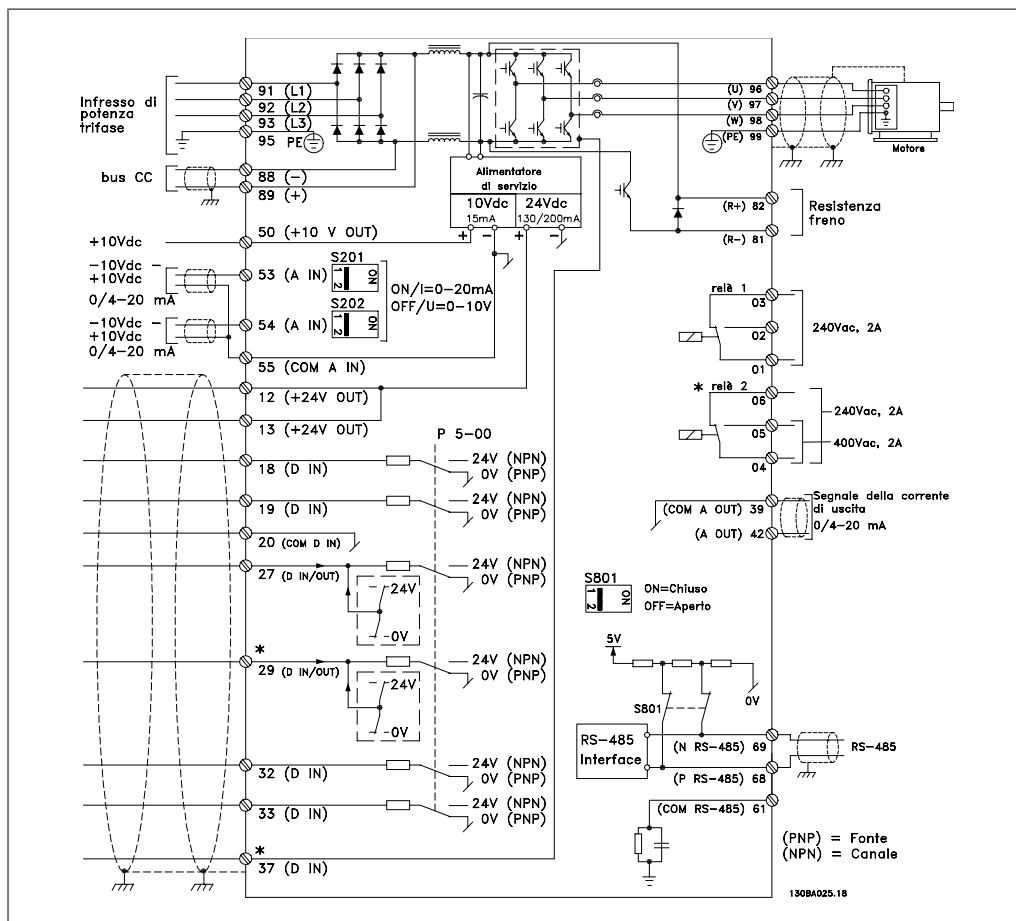 Infresso di
potenza
trifase
91 (L1)
92 (L2)
93 (L3)
95 PE
bus CC
88 (-)
89 (+)
+10Vdc
50 (+10 V OUT)
-10Vdc -
+10Vdc
0/4-20 mA
53 (A IN)
S201
1 2
ON
ON/I=0-20mA
OFF/U=0-10V
-10Vdc -
+10Vdc
0/4-20 mA
54 (A IN)
S202
1 2
ON
55 (COM A IN)
12 (+24V OUT)
13 (+24V OUT)
P 5-00
18 (D IN)
24V (NPN)
0V (PNP)
19 (D IN)
24V (NPN)
0V (PNP)
20 (COM D IN)
27 (D IN/OUT)
24V (NPN)
0V (PNP)
24V
0V
*
29 (D IN/OUT)
24V (NPN)
0V (PNP)
24V
0V
32 (D IN)
24V (NPN)
0V (PNP)
33 (D IN)
24V (NPN)
0V (PNP)
*
37 (D IN)
Alimentatore
di servizio
10Vdc
15mA
24Vdc
130/200mA
+ - + -
(U) 96
(V) 97
(W) 98
(PE) 99
Motore
(R+) 82
Resistenza
freno
(R-) 81
relè 1
03
02
240Vac, 2A
01
* relè 2
06
240Vac, 2A
05
400Vac, 2A
04
(COM A OUT) 39
(A OUT) 42
Segnale della corrente
di uscita
0/4-20 mA
S801
1 2
ON
ON=Chiuso
OFF=Aperto
5V
0V
S801
RS-485
Interface
(N RS-485) 69
RS-485
(P RS-485) 68
(COM RS-485) 61
(PNP) = Fonte
(NPN) = Canale
130BA025.18